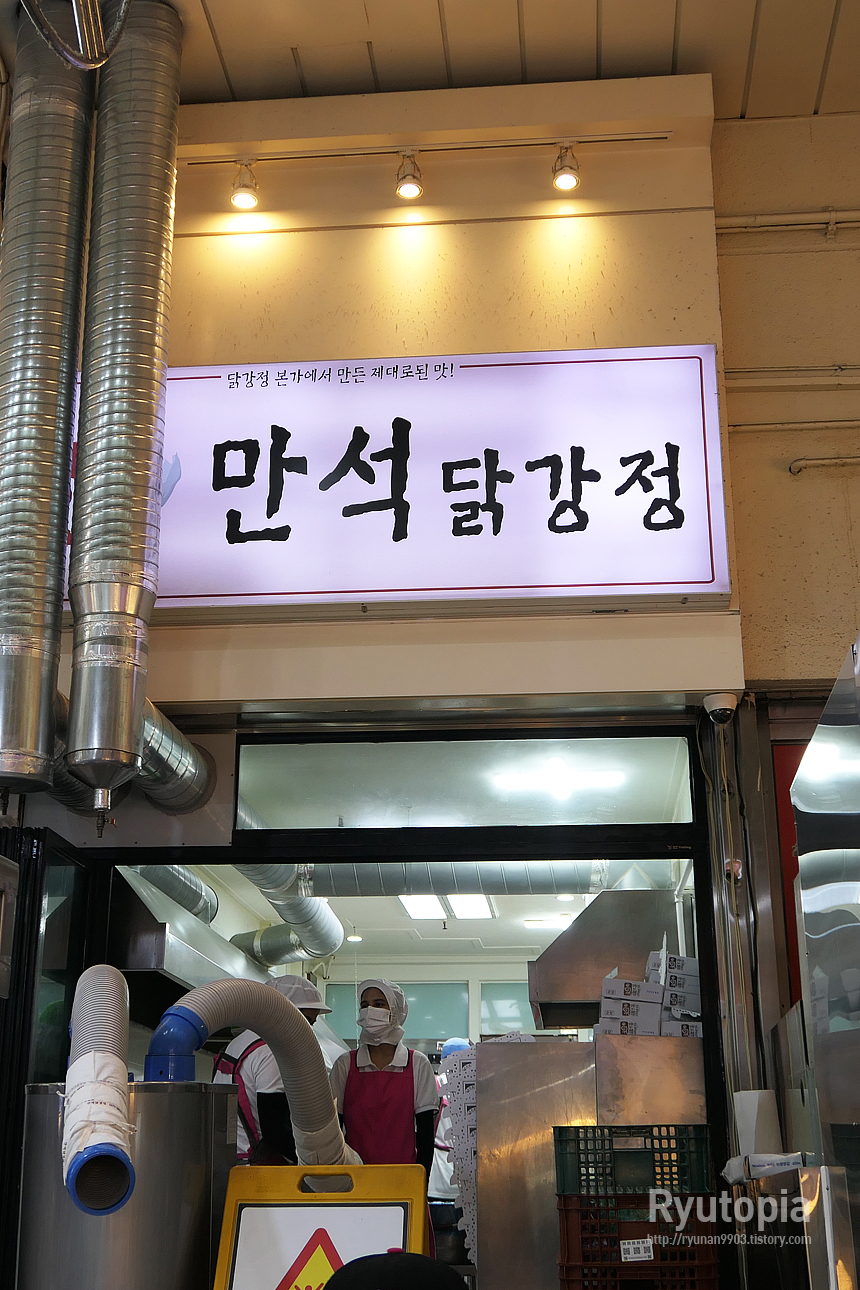 닭강정 본가에서 만든 제대로된 맛!
만석 닭강정
Ryutopia
http://ryunan9903.tistory.com